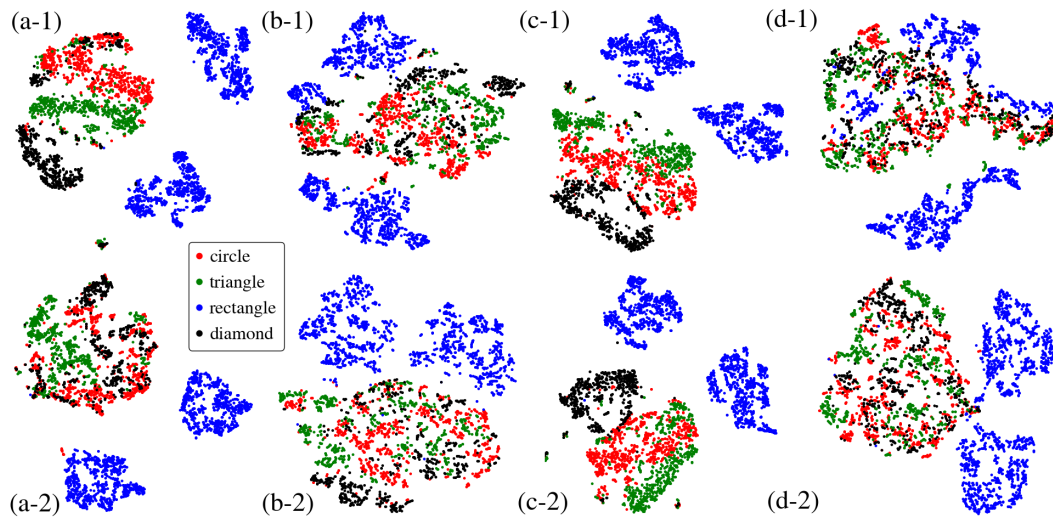 (a-1)
(b-1)
(c-1)
(d-1)
circle
triangle
rectangle
diamond
(a-2)
(b-2)
(c-2)
(d-2)